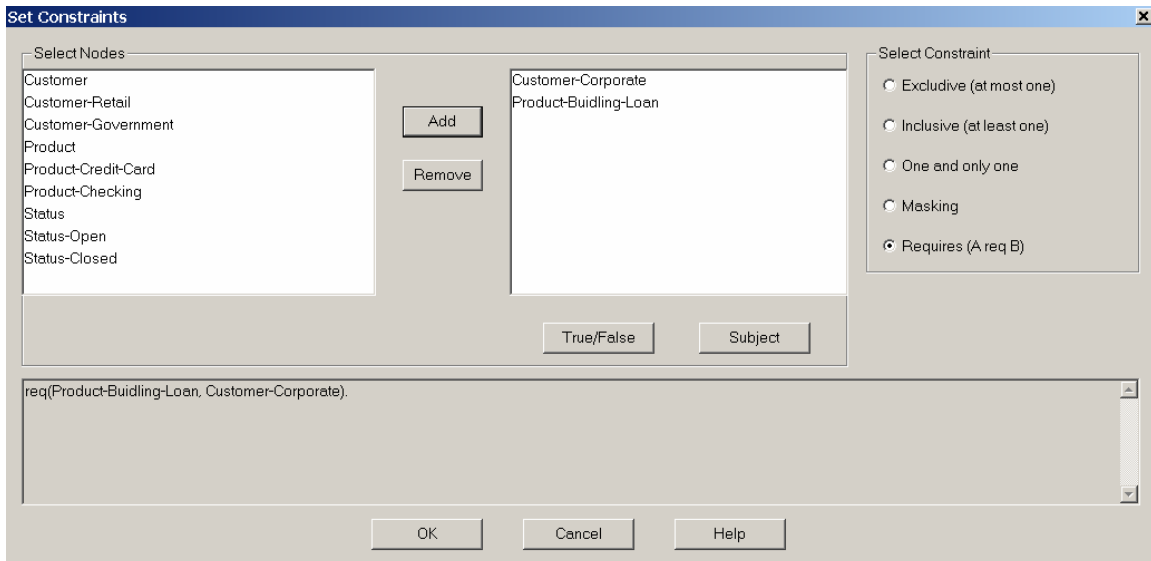 Set Constraints
Select Nodes
Customer
Customer-Retail
Customer-Government
Product
Product-Credit-Card
Product-Checking
Status
Status-Open
Status-Closed
Add
Remove
Customer-Corporate
Product-Buidling-Loan
True/False
Subject
Select Constraint
Excludive (at most one)
Inclusive (at least one)
One and only one
Masking
Requires (A req B)
req(Product-Buidling-Loan, Customer-Corporate).
OK
Cancel
Help